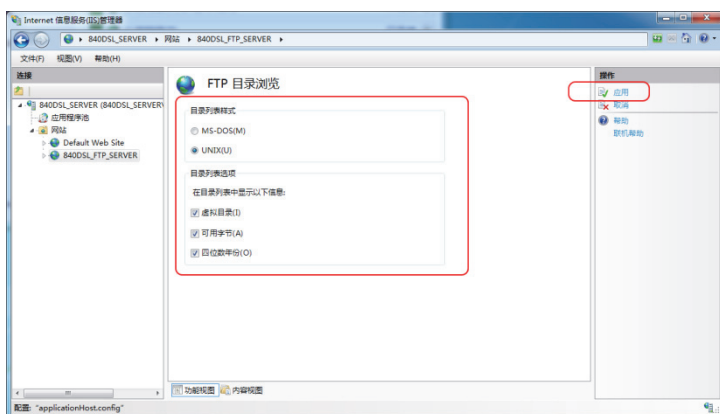 Internet 信息服务(IIS)管理器
840DSL_SERVER ▸ 网站 ▸ 840DSL_FTP_SERVER ▸
文件(F) 视图(V) 帮助(H)
连接
840DSL_SERVER (840DSL_SERVER\
应用程序池
网站
Default Web Site
840DSL_FTP_SERVER
FTP 目录浏览
目录列表样式
MS-DOS(M)
UNIX(U)
目录列表选项
在目录列表中显示以下信息:
虚拟目录(I)
可用字节(A)
四位数年份(O)
功能视图 内容视图
操作
应用
取消
帮助
联机帮助
配置: "applicationHost.config"